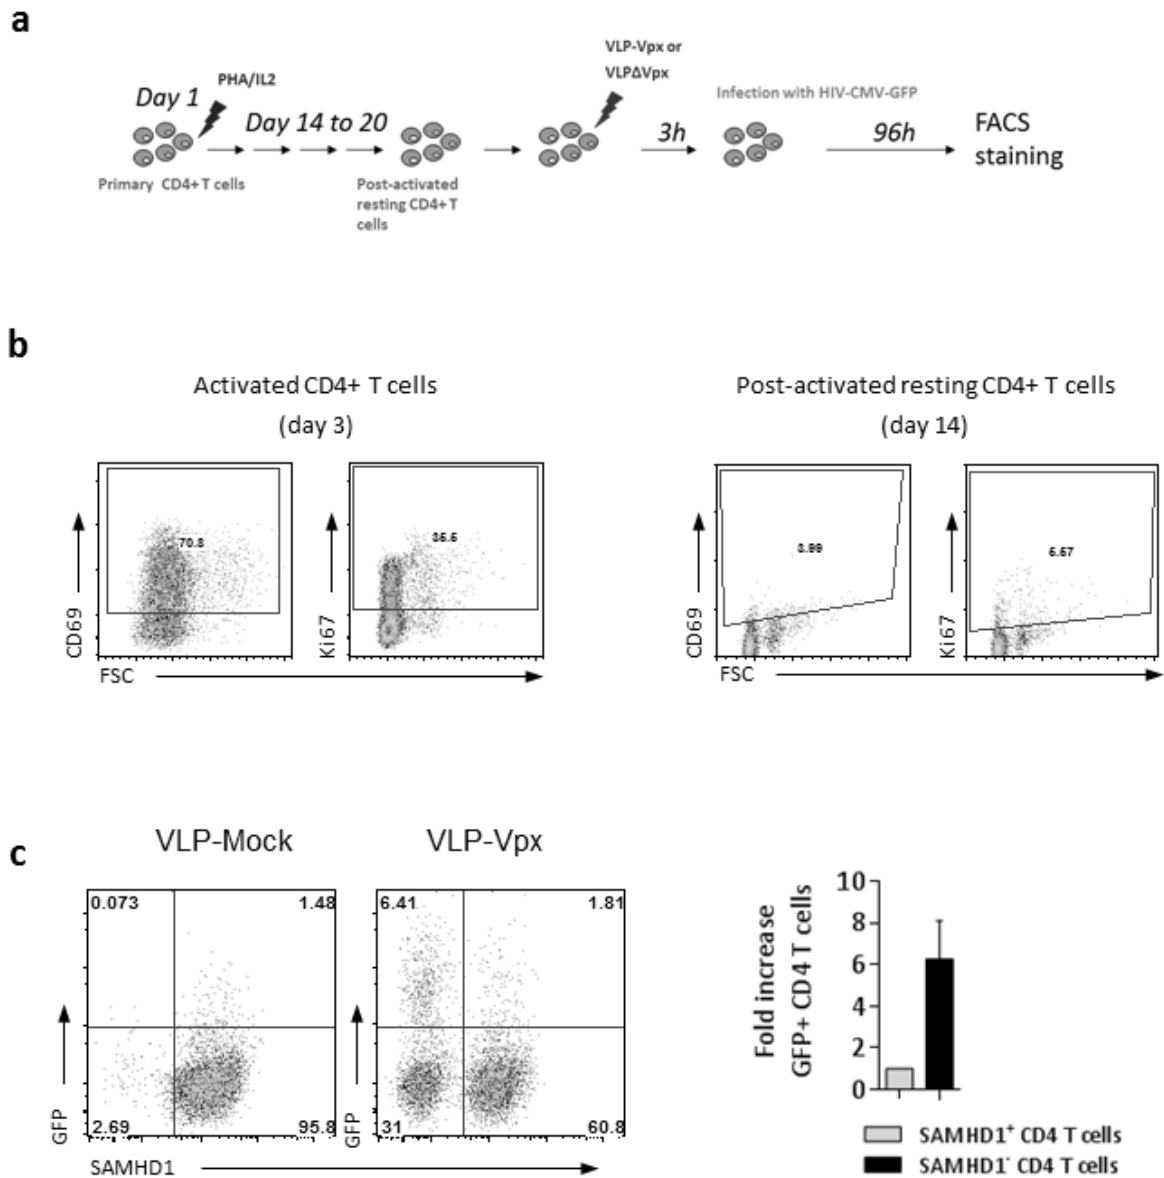 a
VLP-Vpx or
VLPΔVpx
PHA/IL2
Day 1
Day 14 to 20
Infection with HIV-CMV-GFP
3h
96h
FACS
staining
Primary CD4+ T cells
Post-activated
resting CD4+ T
cells
b
Activated CD4+ T cells
(day 3)
Post-activated resting CD4+ T cells
(day 14)
CD69
70.8
Ki67
35.5
CD69
3.99
Ki67
5.57
FSC
FSC
c
VLP-Mock
VLP-Vpx
0.073
1.48
2.69
95.8
GFP
6.41
1.81
31
60.8
GFP
SAMHD1
Fold increase
GFP+ CD4 T cells
10
8
6
4
2
0
SAMHD1+ CD4 T cells
SAMHD1- CD4 T cells